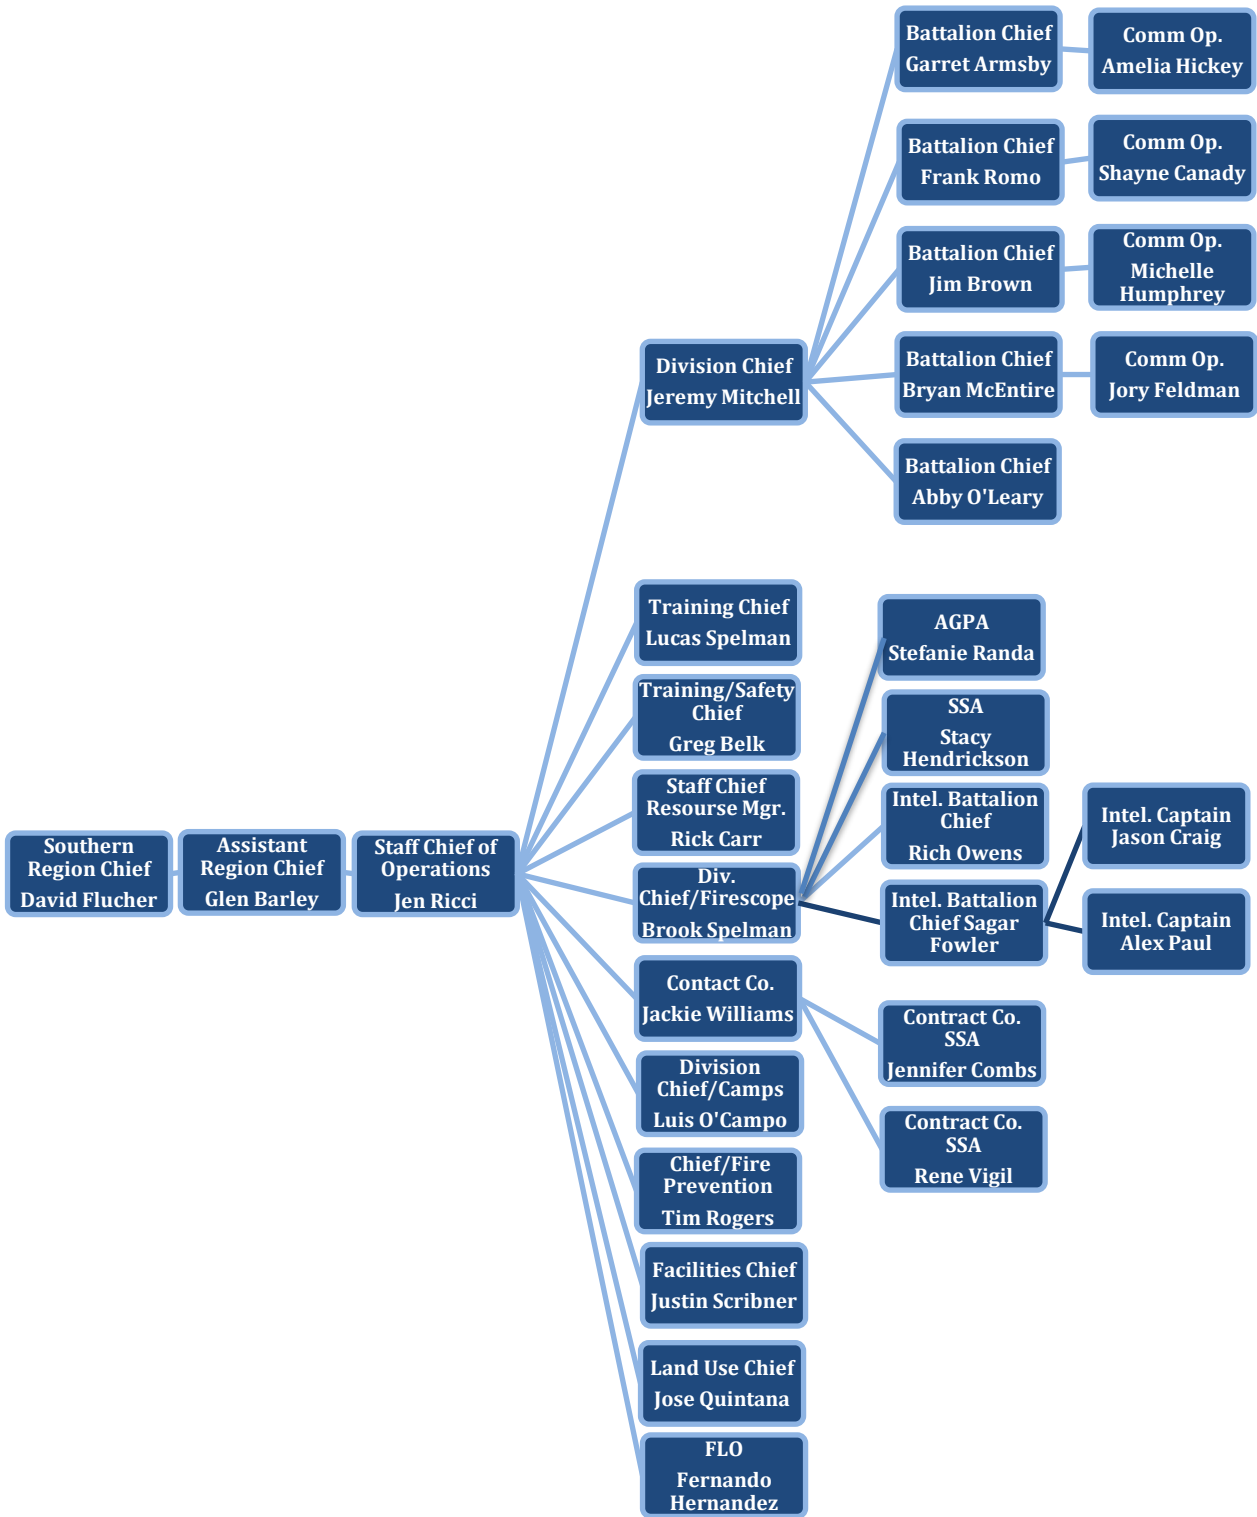 Southern
Region Chief
David Flucher
Assistant
Region Chief
Glen Barley
Staff Chief of
Operations
Jen Ricci
Division Chief
Jeremy Mitchell
Battalion Chief
Garret Armsby
Comm Op.
Amelia Hickey
Battalion Chief
Frank Romo
Comm Op.
Shayne Canady
Battalion Chief
Jim Brown
Comm Op.
Michelle
Humphrey
Battalion Chief
Bryan McEntire
Comm Op.
Jory Feldman
Battalion Chief
Abby O'Leary
Training Chief
Lucas Spelman
Training/Safety
Chief
Greg Belk
Staff Chief
Resourse Mgr.
Rick Carr
Div.
Chief/Firescope
Brook Spelman
AGPA
Stefanie Randa
SSA
Stacy
Hendrickson
Intel. Battalion
Chief
Rich Owens
Intel. Battalion
Chief Sagar
Fowler
Intel. Captain
Jason Craig
Intel. Captain
Alex Paul
Contact Co.
Jackie Williams
Contract Co.
SSA
Jennifer Combs
Contract Co.
SSA
Rene Vigil
Division
Chief/Camps
Luis O'Campo
Chief/Fire
Prevention
Tim Rogers
Facilities Chief
Justin Scribner
Land Use Chief
Jose Quintana
FLO
Fernando
Hernandez